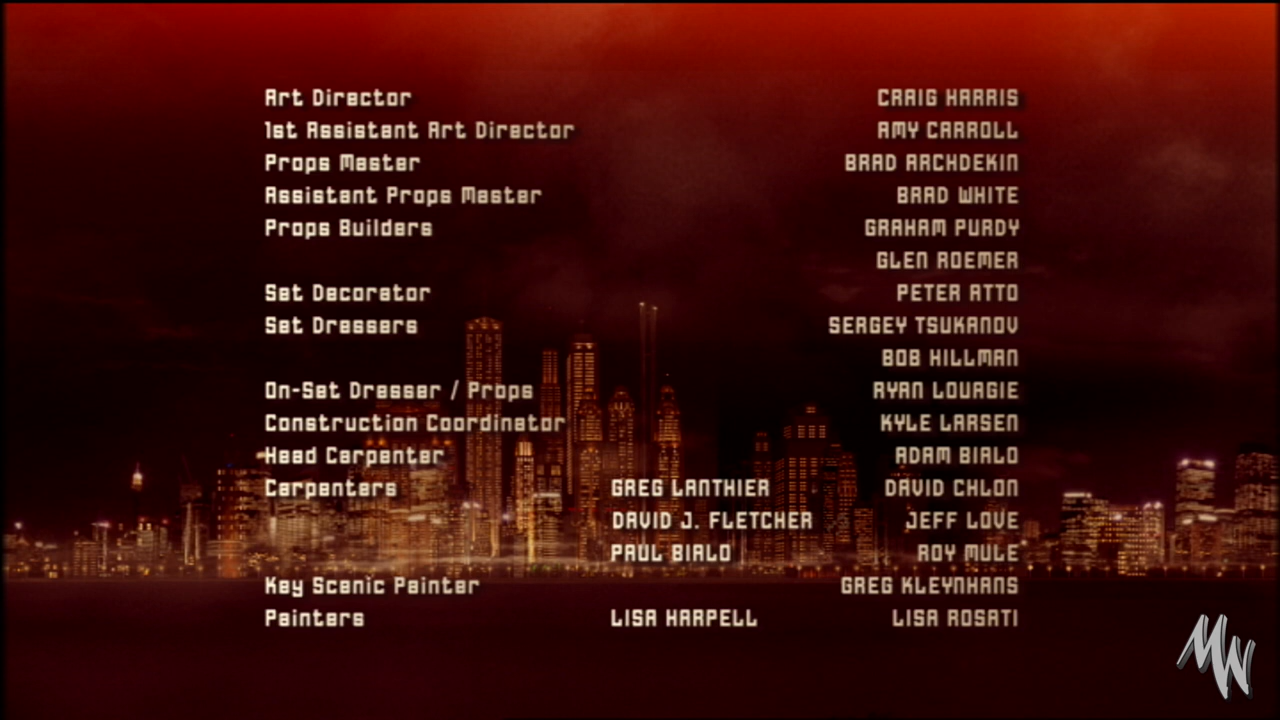 Art Director CRAIG HARRIS
1st Assistant Art Director AMY CARROLL
Props Master BRAD ARCHDEKIN
Assistant Props Master BRAD WHITE
Props Builders GRAHAM PURDY
GLEN ROEMER
Set Decorator PETER ATTO
Set Dressers SERGEY TSUKANOV
BOB HILLMAN
On-Set Dresser / Props RYAN LOURGIE
Construction Coordinator KYLE LARSEN
Head Carpenter ADAM BIALO
Carpenters GREG LANTHIER DAVID CHLON
DAVID J. FLETCHER JEFF LOVE
PAUL BIALO ROY MULE
Key Scenic Painter GREG KLEYNHANS
Painters LISA HARPELL LISA ROSATI
MW